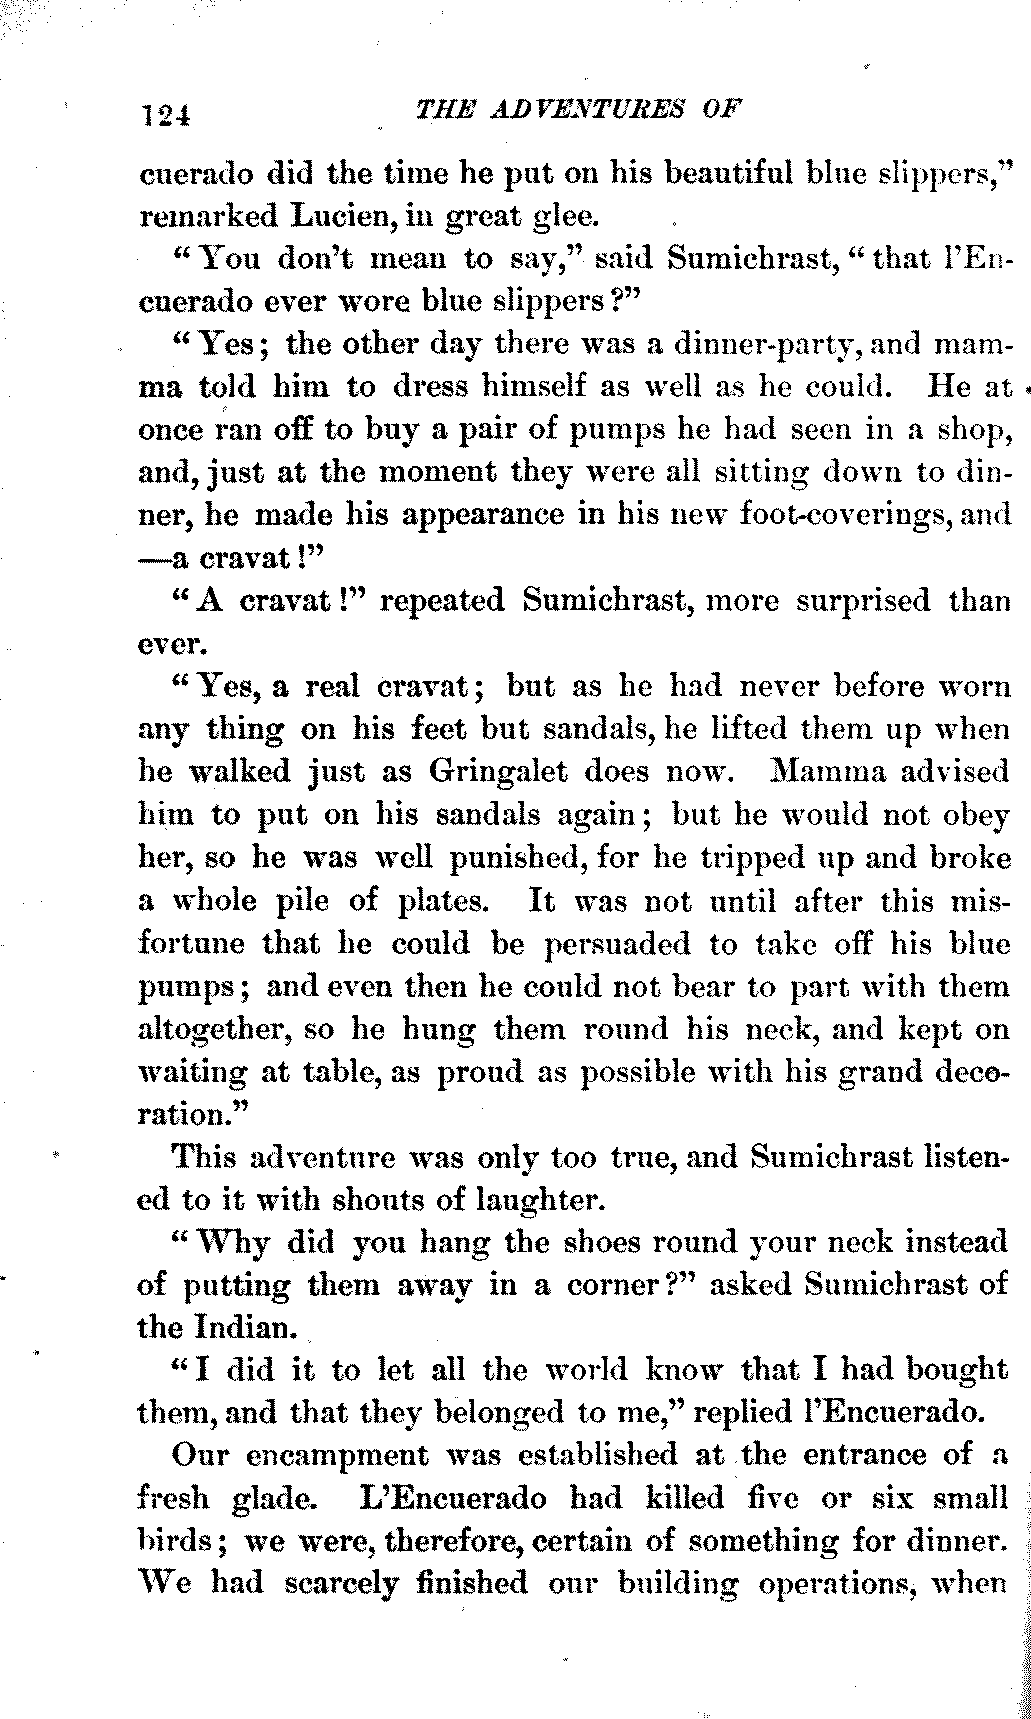 124 THE ADVENTURES OF
cuerado did the time he put on his beautiful blue slippers,"
remarked Lucien, in great glee.
"You don't mean to say," said Sumichrast, "that l'En-
cuerado ever wore blue slippers?"
"Yes; the other day there was a dinner-party, and mam-
ma told him to dress himself as well as he could. He at
once ran off to buy a pair of pumps he had seen in a shop,
and, just at the moment they were all sitting down to din-
ner, he made his appearance in his new foot-coverings, and
—a cravat!"
"A cravat!" repeated Sumichrast, more surprised than
ever.
"Yes, a real cravat; but as he had never before worn
any thing on his feet but sandals, he lifted them up when
he walked just as Gringalet does now. Mamma advised
him to put on his sandals again; but he would not obey
her, so he was well punished, for he tripped up and broke
a whole pile of plates. It was not until after this mis-
fortune that he could be persuaded to take off his blue
pumps; and even then he could not bear to part with them
altogether, so he hung them round his neck, and kept on
waiting at table, as proud as possible with his grand deco-
ration."
This adventure was only too true, and Sumichrast listen-
ed to it with shouts of laughter.
"Why did you hang the shoes round your neck instead
of putting them away in a corner?" asked Sumichrast of
the Indian.
"I did it to let all the world know that I had bought
them, and that they belonged to me," replied l'Encuerado.
Our encampment was established at the entrance of a
fresh glade. L'Encuerado had killed five or six small
birds; we were, therefore, certain of something for dinner.
We had scarcely finished our building operations, when